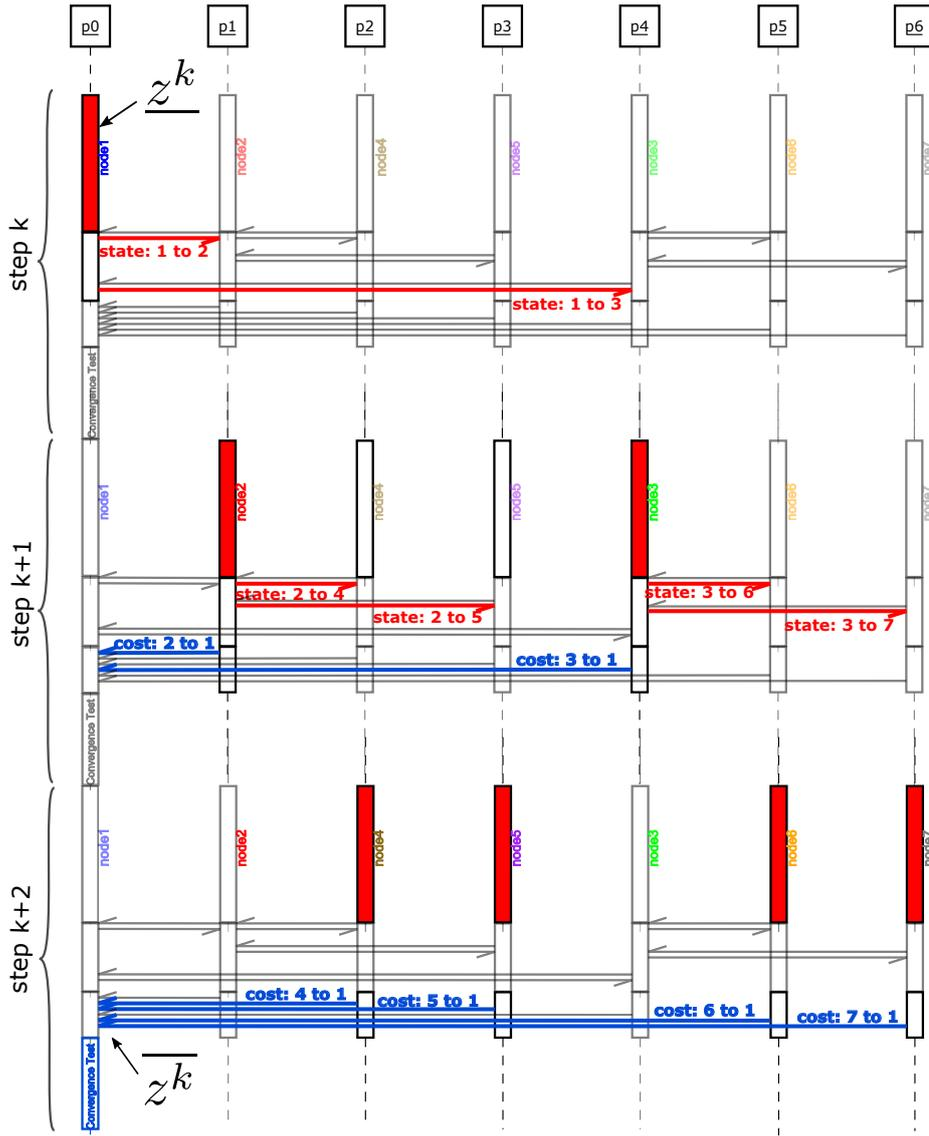 p0 p1 p2 p3 p4 p5 p6
z^k
node1 node2 node4 node5 node3 node6 node7
step k
state: 1 to 2
state: 1 to 3
Convergence Test
node1 node2 node4 node5 node3 node6 node7
step k+1
state: 2 to 4
state: 3 to 6
state: 2 to 5
state: 3 to 7
cost: 2 to 1
cost: 3 to 1
Convergence Test
node1 node2 node4 node5 node3 node6 node7
step k+2
cost: 4 to 1
cost: 5 to 1
cost: 6 to 1
cost: 7 to 1
Convergence Test
z^k